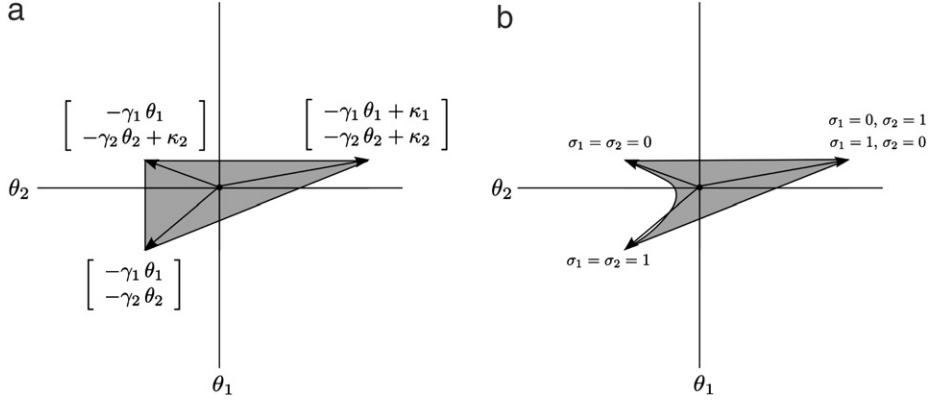 a
b
−γ₁ θ₁
−γ₂ θ₂ + κ₂
−γ₁ θ₁ + κ₁
−γ₂ θ₂ + κ₂
σ₁ = 0, σ₂ = 1
σ₁ = 1, σ₂ = 0
σ₁ = σ₂ = 0
θ₂
θ₂
−γ₁ θ₁
−γ₂ θ₂
σ₁ = σ₂ = 1
θ₁
θ₁